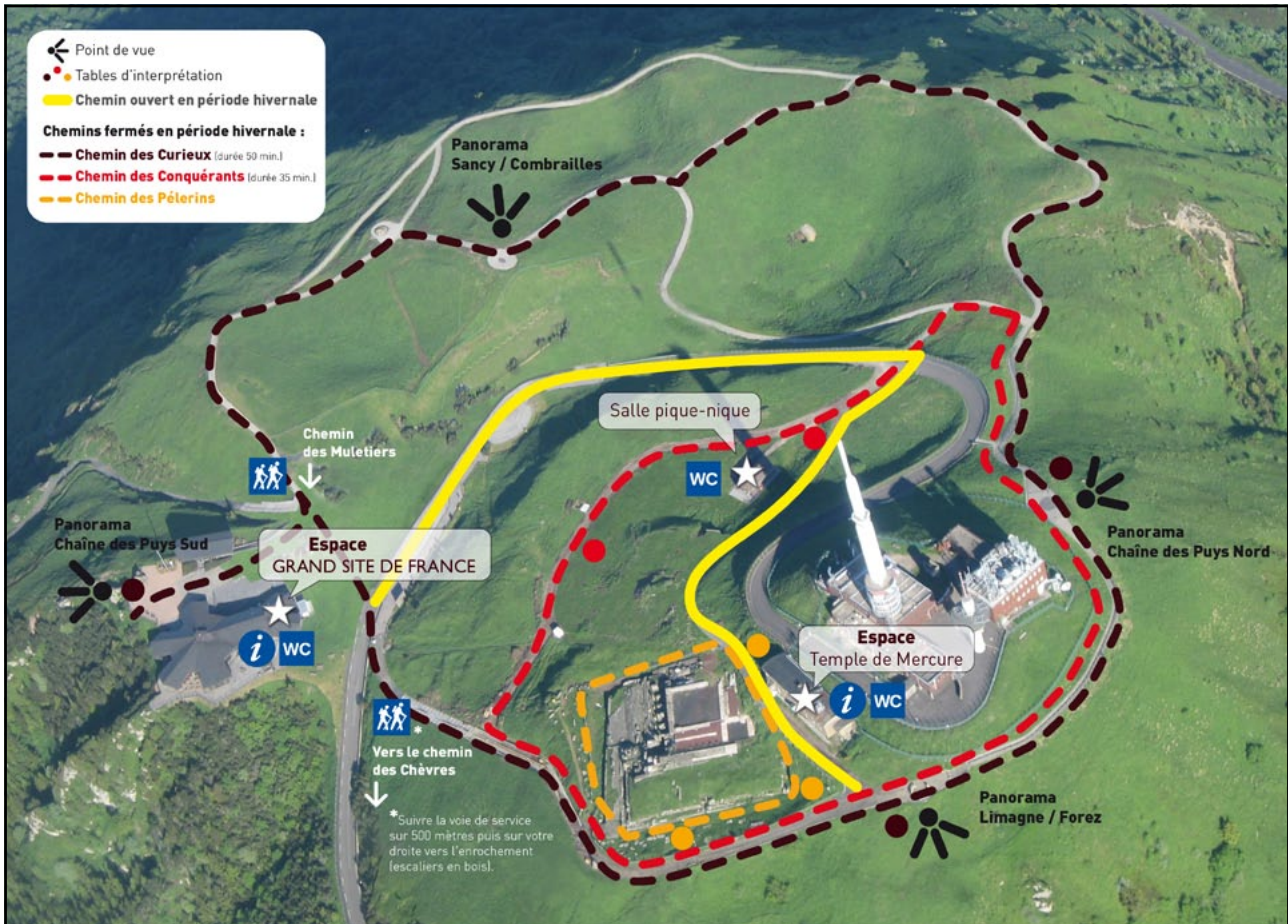 Point de vue
Tables d'interprétation
Chemin ouvert en période hivernale
Chemins fermés en période hivernale :
Chemin des Curieux (durée 50 min.)
Chemin des Conquérants (durée 35 min.)
Chemin des Pélerins
Panorama
Sancy / Combrailles
Salle pique-nique
WC
Chemin
des Muletiers
Panorama
Chaîne des Puys Sud
Espace
GRAND SITE DE FRANCE
i WC
Panorama
Chaîne des Puys Nord
Espace
Temple de Mercure
i WC
*
Vers le chemin
des Chèvres
*Suivre la voie de service
sur 500 mètres puis sur votre
droite vers l'enrochement
(escaliers en bois).
Panorama
Limagne / Forez